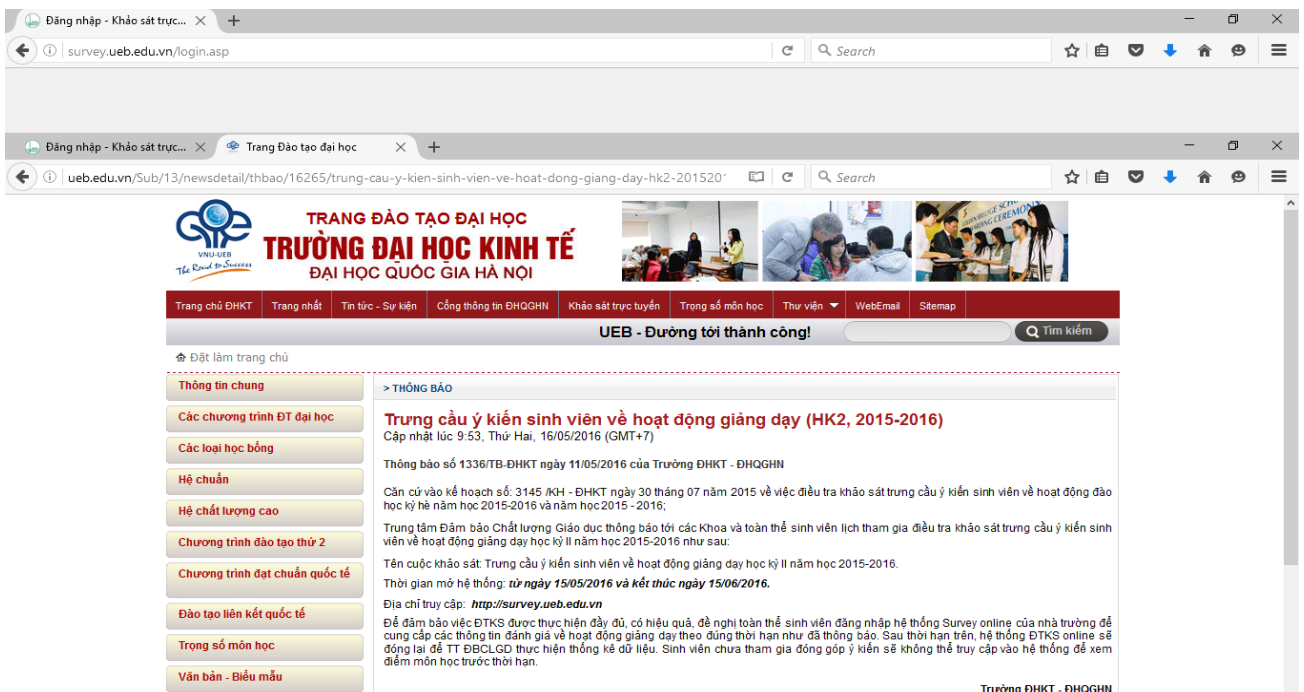 Đăng nhập - Khảo sát trực...
survey.ueb.edu.vn/login.asp
Search
Đăng nhập - Khảo sát trực...
Trang Đào tạo đại học
ueb.edu.vn/Sub/13/newsdetail/thbao/16265/trung-cau-y-kien-sinh-vien-ve-hoat-dong-giang-day-hk2-201520
Search
VNU-UEB
The Road to Success
TRANG ĐÀO TẠO ĐẠI HỌC
TRƯỜNG ĐẠI HỌC KINH TẾ
ĐẠI HỌC QUỐC GIA HÀ NỘI
Trang chủ ĐHKT Trang nhất Tin tức - Sự kiện Cổng thông tin ĐHQGHN Khảo sát trực tuyến Trọng số môn học Thư viện WebEmail Sitemap
UEB - Đường tới thành công!
Tìm kiếm
Đặt làm trang chủ
Thông tin chung
Các chương trình ĐT đại học
Các loại học bổng
Hệ chuẩn
Hệ chất lượng cao
Chương trình đào tạo thứ 2
Chương trình đạt chuẩn quốc tế
Đào tạo liên kết quốc tế
Trọng số môn học
Văn bản - Biểu mẫu
> THÔNG BÁO
Trưng cầu ý kiến sinh viên về hoạt động giảng dạy (HK2, 2015-2016)
Cập nhật lúc 9:53, Thứ Hai, 16/05/2016 (GMT+7)
Thông báo số 1336/TB-ĐHKT ngày 11/05/2016 của Trường ĐHKT - ĐHQGHN
Căn cứ vào kế hoạch số: 3145 /KH - ĐHKT ngày 30 tháng 07 năm 2015 về việc điều tra khảo sát trưng cầu ý kiến sinh viên về hoạt động đào
học kỳ hè năm học 2015-2016 và năm học 2015 - 2016;
Trung tâm Đảm bảo Chất lượng Giáo dục thông báo tới các Khoa và toàn thể sinh viên lịch tham gia điều tra khảo sát trưng cầu ý kiến sinh
viên về hoạt động giảng dạy học kỳ II năm học 2015-2016 như sau:
Tên cuộc khảo sát: Trưng cầu ý kiến sinh viên về hoạt động giảng dạy học kỳ II năm học 2015-2016.
Thời gian mở hệ thống: từ ngày 15/05/2016 và kết thúc ngày 15/06/2016.
Địa chỉ truy cập: http://survey.ueb.edu.vn
Để đảm bảo việc ĐTKS được thực hiện đầy đủ, có hiệu quả, đề nghị toàn thể sinh viên đăng nhập hệ thống Survey online của nhà trường để
cung cấp các thông tin đánh giá về hoạt động giảng dạy theo đúng thời hạn như đã thông báo. Sau thời hạn trên, hệ thống ĐTKS online sẽ
đóng lại để TT ĐBCLGD thực hiện thống kê dữ liệu. Sinh viên chưa tham gia đóng góp ý kiến sẽ không thể truy cập vào hệ thống để xem
điểm môn học trước thời hạn.
Trường ĐHKT - ĐHQGHN